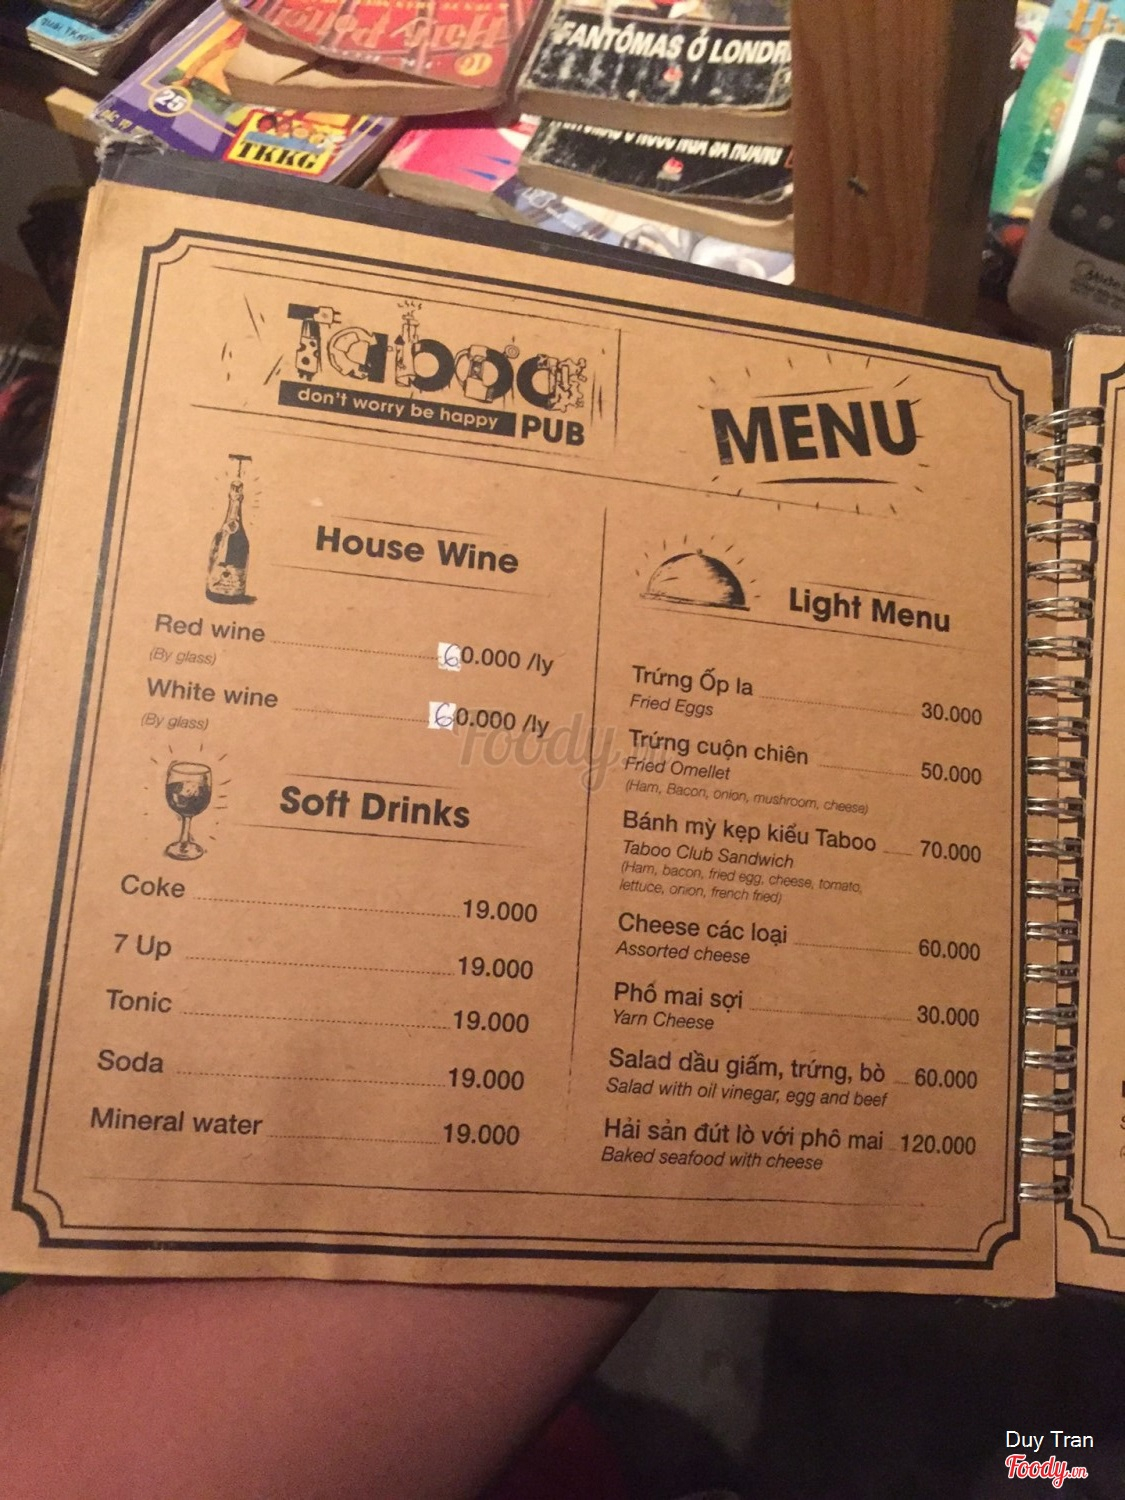 TKKG
25
FANTÔMAS Ở LONDR
Taboo
don't worry be happy
PUB
MENU
House Wine
Red wine 60.000 /ly
(By glass)
White wine 60.000 /ly
(By glass)
Soft Drinks
Coke 19.000
7 Up 19.000
Tonic 19.000
Soda 19.000
Mineral water 19.000
Light Menu
Trứng Ốp la 30.000
Fried Eggs
Trứng cuộn chiên 50.000
Fried Omellet
(Ham, Bacon, onion, mushroom, cheese)
Bánh mỳ kẹp kiểu Taboo 70.000
Taboo Club Sandwich
(Ham, bacon, fried egg, cheese, tomato,
lettuce, onion, french fried)
Cheese các loại 60.000
Assorted cheese
Phô mai sợi 30.000
Yarn Cheese
Salad dầu giấm, trứng, bò 60.000
Salad with oil vinegar, egg and beef
Hải sản đút lò với phô mai 120.000
Baked seafood with cheese
Foody.vn
Duy Tran
Foody.vn